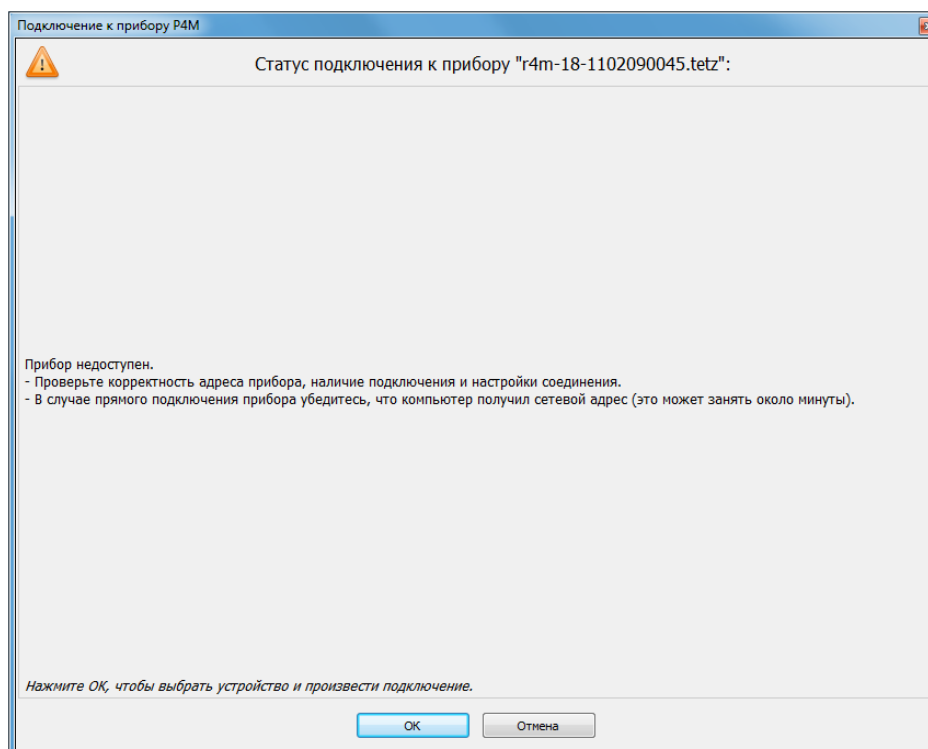 Подключение к прибору Р4М
Статус подключения к прибору "r4m-18-1102090045.tetz":
Прибор недоступен.
- Проверьте корректность адреса прибора, наличие подключения и настройки соединения.
- В случае прямого подключения прибора убедитесь, что компьютер получил сетевой адрес (это может занять около минуты).
Нажмите ОК, чтобы выбрать устройство и произвести подключение.
ОК
Отмена